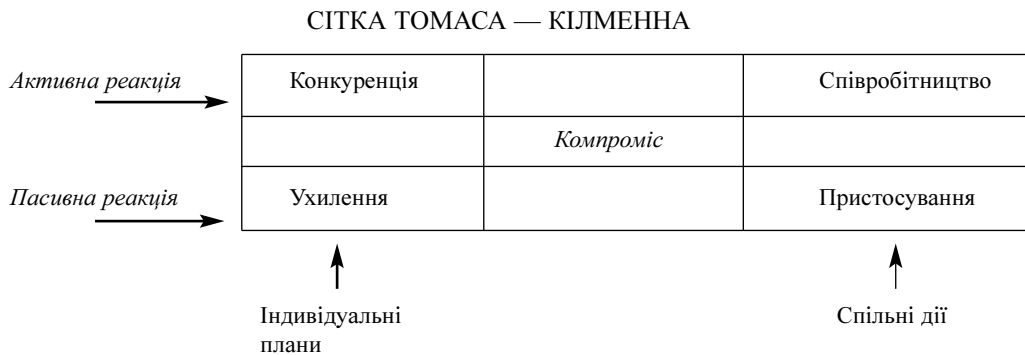 СІТКА ТОМАСА — КІЛМЕННА
Активна реакція
Конкуренція
Співробітництво
Компроміс
Пасивна реакція
Ухилення
Пристосування
Індивідуальні
плани
Спільні дії